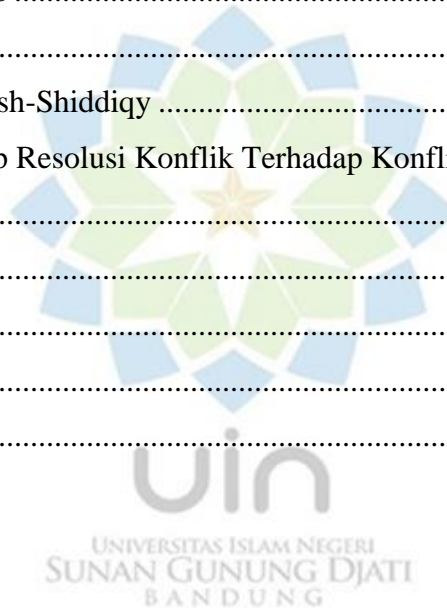 ......................................................
......................................................
sh-Shiddiqy ....................................
p Resolusi Konflik Terhadap Konfl
......................................................
......................................................
......................................................
......................................................
......................................................
uin
UNIVERSITAS ISLAM NEGERI
SUNAN GUNUNG DJATI
BANDUNG